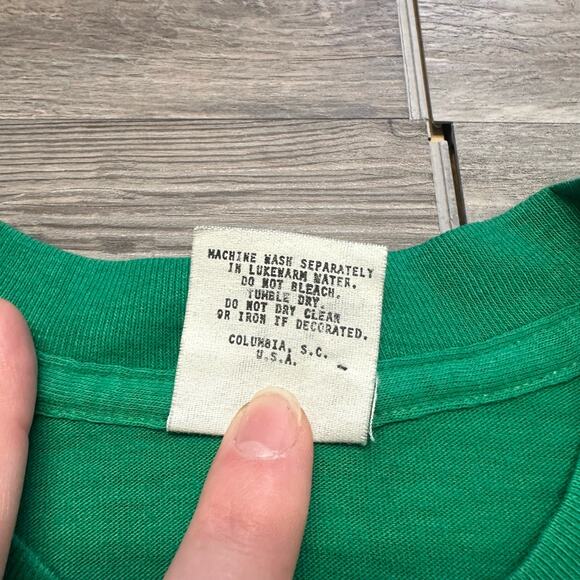 MACHINE WASH SEPARATELY
IN LUKEWARM WATER.
DO NOT BLEACH.
TUMBLE DRY.
DO NOT DRY CLEAN
OR IRON IF DECORATED.
COLUMBIA, S.C.
U.S.A.